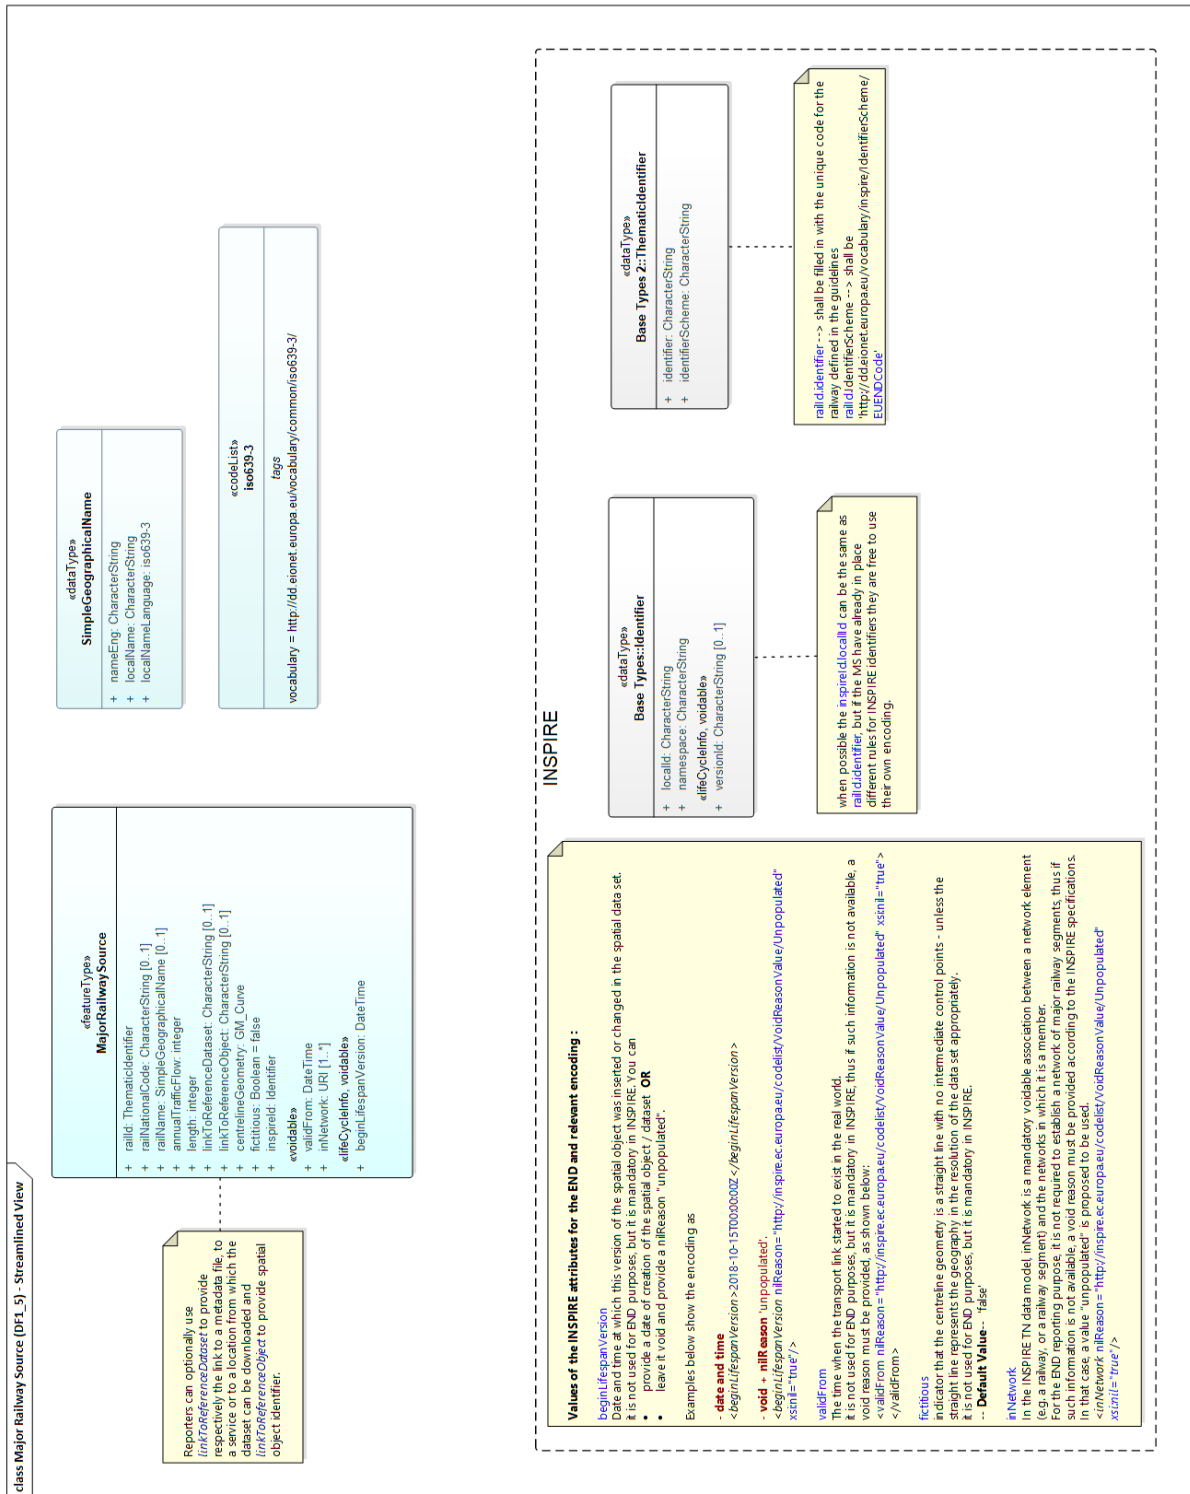 class Major Railway Source (DF1_5) - Streamlined View
Reporters can optionally use
linkToReferenceDataset to provide
respectively the link to a metadata file, to
a service or to a location from which the
dataset can be downloaded and
linkToReferenceObject to provide spatial
object identifier.
«featureType»
MajorRailwaySource
+ railId: ThematicIdentifier
+ railNationalCode: CharacterString [0..1]
+ railName: SimpleGeographicalName [0..1]
+ annualTrafficFlow: integer
+ length: integer
+ linkToReferenceDataset: CharacterString [0..1]
+ linkToReferenceObject: CharacterString [0..1]
+ centrelineGeometry: GM_Curve
+ fictitious: Boolean = false
+ inspireId: Identifier
«voidable»
+ validFrom: DateTime
+ inNetwork: URI [1..*]
«lifeCycleInfo, voidable»
+ beginLifespanVersion: DateTime
«dataType»
SimpleGeographicalName
+ nameEng: CharacterString
+ localName: CharacterString
+ localNameLanguage: iso639-3
«codeList»
iso639-3
tags
vocabulary = http://dd.eionet.europa.eu/vocabulary/common/iso639-3/
INSPIRE
Values of the INSPIRE attributes for the END and relevant encoding :
beginLifespanVersion
Date and time at which this version of the spatial object was inserted or changed in the spatial data set.
it is not used for END purposes, but it is mandatory in INSPIRE. You can
• provide a date of creation of the spatial object / dataset OR
• leave it void and provide a nilReason "unpopulated".
Examples below show the encoding as
- date and time
<beginLifespanVersion>2018-10-15T00:00:00Z</beginLifespanVersion>
- void + nilReason 'unpopulated'.
<beginLifespanVersion nilReason="http://inspire.ec.europa.eu/codelist/VoidReasonValue/Unpopulated"
xsi:nil="true"/>
validFrom
The time when the transport link started to exist in the real world.
it is not used for END purposes, but it is mandatory in INSPIRE, thus if such information is not available, a
void reason must be provided, as shown below:
<validFrom nilReason="http://inspire.ec.europa.eu/codelist/VoidReasonValue/Unpopulated" xsi:nil="true">
</validFrom>
fictitious
indicator that the centreline geometry is a straight line with no intermediate control points - unless the
straight line represents the geography in the resolution of the data set appropriately.
it is not used for END purposes, but it is mandatory in INSPIRE.
-- Default Value-- 'false'
inNetwork
In the INSPIRE TN data model, inNetwork is a mandatory voidable association between a network element
(e.g. a railway, or a railway segment) and the networks in which it is a member.
For the END reporting purpose, it is not required to establish a network of major railway segments, thus if
such information is not available, a void reason must be provided according to the INSPIRE specifications.
In that case, a value "unpopulated" is proposed to be used.
<inNetwork nilReason="http://inspire.ec.europa.eu/codelist/VoidReasonValue/Unpopulated"
xsi:nil="true"/>
«dataType»
Base Types::Identifier
+ localId: CharacterString
+ namespace: CharacterString
«lifeCycleInfo, voidable»
+ versionId: CharacterString [0..1]
when possible the inspireId.localId can be the same as
railId.identifier, but if the MS have already in place
different rules for INSPIRE identifiers they are free to use
their own encoding.
«dataType»
Base Types 2::ThematicIdentifier
+ identifier: CharacterString
+ identifierScheme: CharacterString
railId.identifier --> shall be filled in with the unique code for the
railway defined in the guidelines
railId.IdentifierScheme --> shall be
'http://dd.eionet.europa.eu/vocabulary/inspire/IdentifierScheme/
EUENDCode'